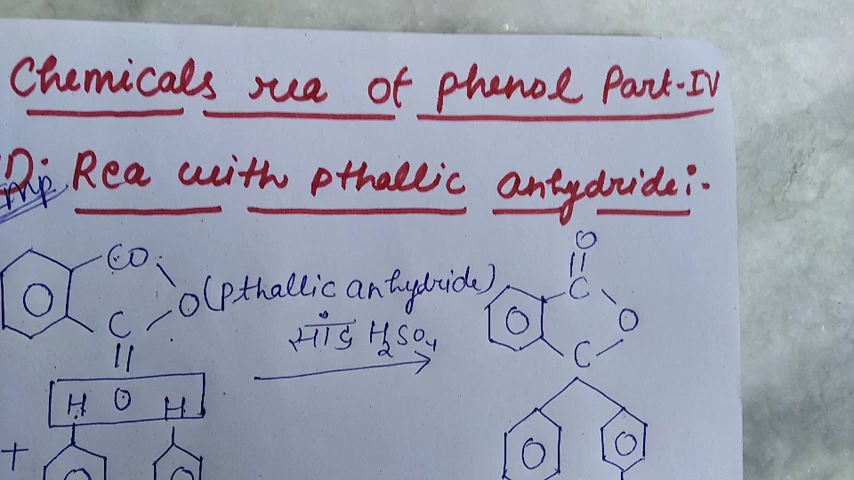 Chemicals rea of phenol Part-IV
D: Rea with pthallic anhydride:-
Imp
CO
O
(pthallic anhydride)
C
सांद्र H2SO4
H O H
+
O
C
O
C